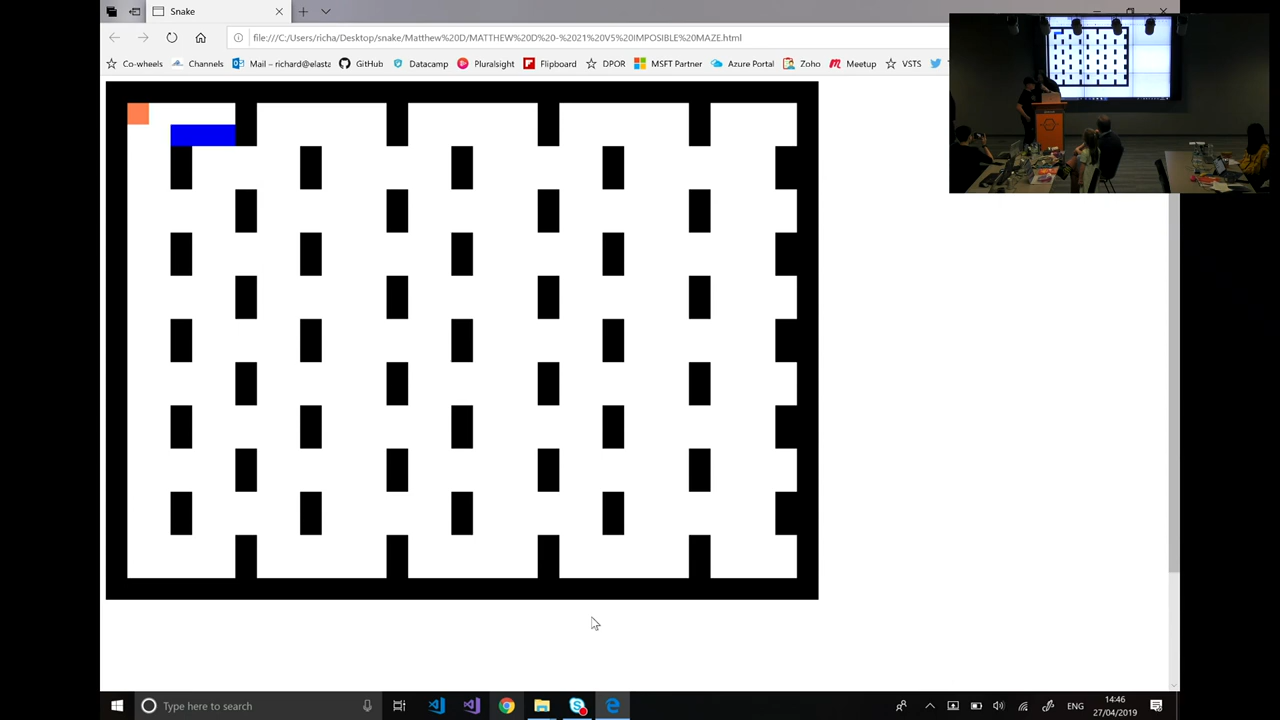 Snake
file:///C:/Users/richa/Desktop/snake/Matthew%20D/MATTHEW%20D%20-%2021%20V5%20IMPOSIBLE%20MAZE.html
Co-wheels Channels Mail – richard@elasta GitHub Datacamp Pluralsight Flipboard DPOR MSFT Partner Azure Portal Zoho Meetup VSTS
Type here to search
ENG
14:46
27/04/2019